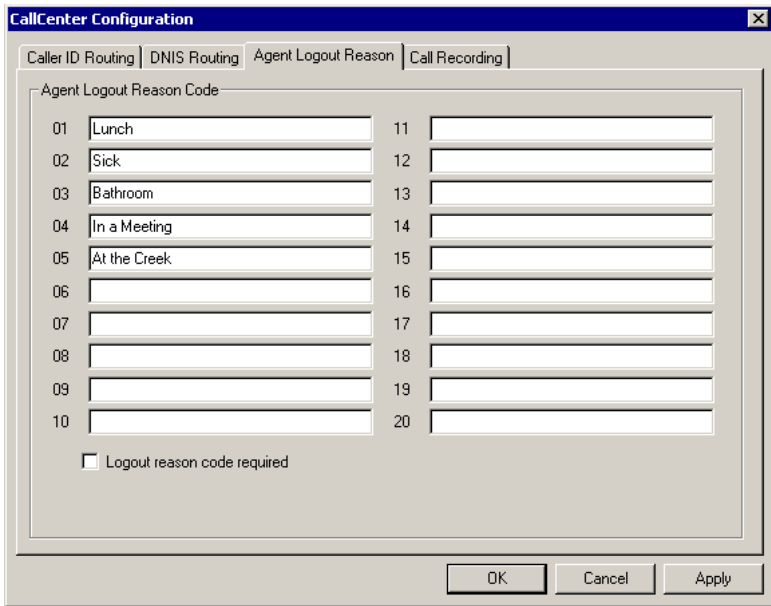 CallCenter Configuration
Caller ID Routing DNIS Routing Agent Logout Reason Call Recording
Agent Logout Reason Code
01 Lunch 11
02 Sick 12
03 Bathroom 13
04 In a Meeting 14
05 At the Creek 15
06 16
07 17
08 18
09 19
10 20
Logout reason code required
OK Cancel Apply